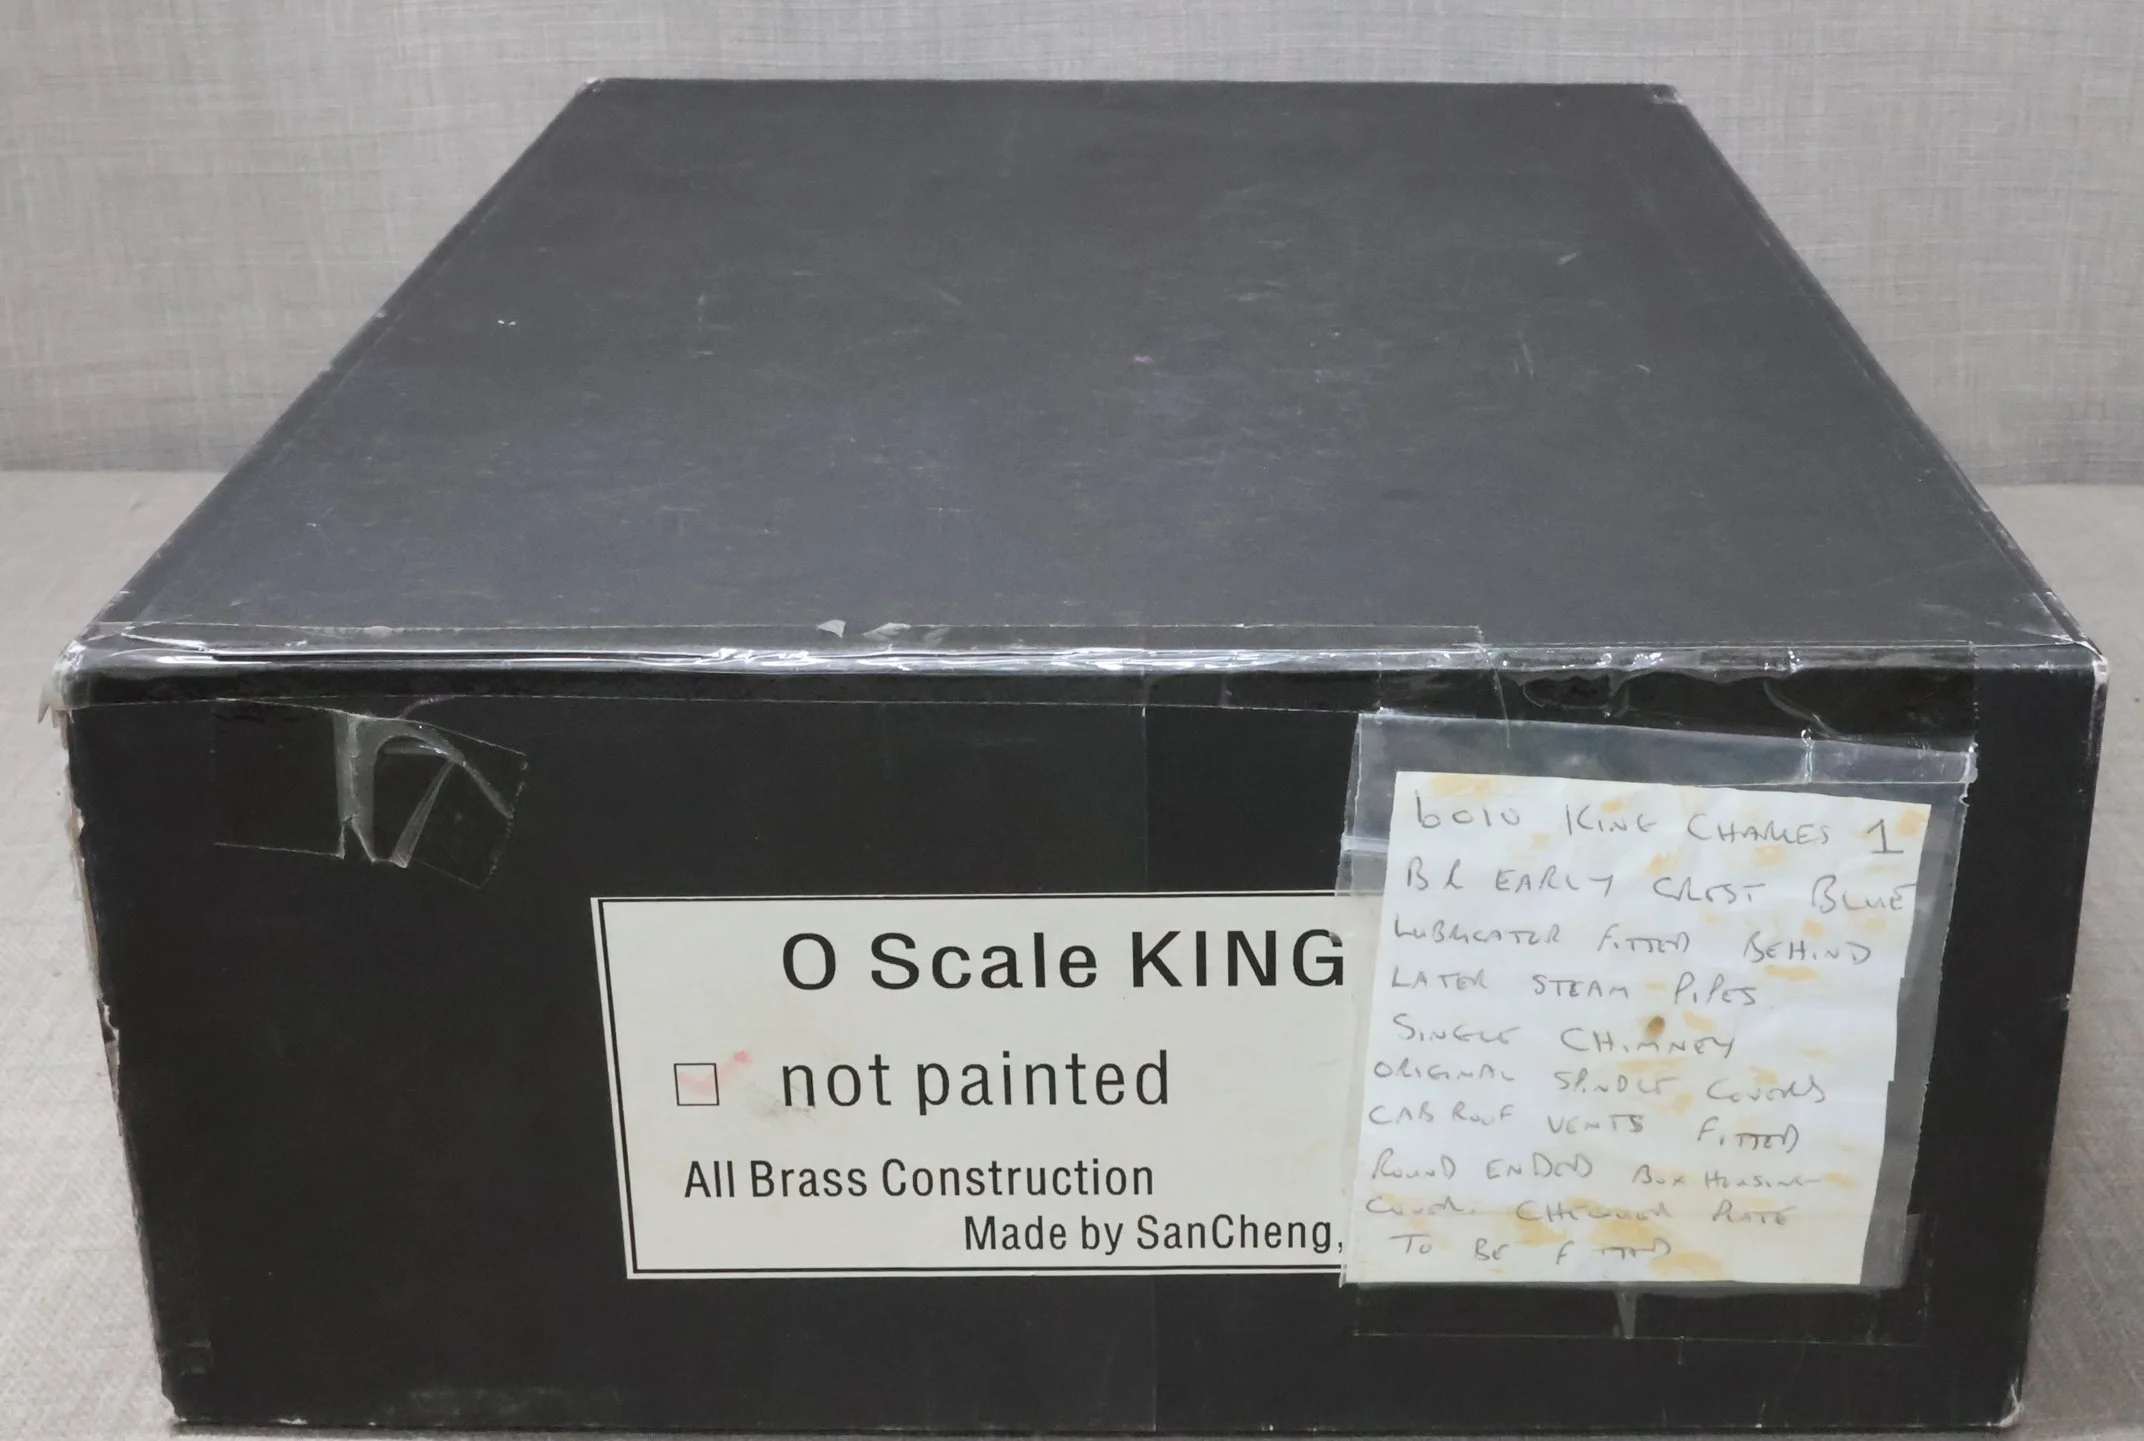 O Scale KING
not painted
All Brass Construction
Made by SanCheng,
6010 KING CHARLES 1
BR EARLY CREST BLUE
LUBRICATOR FITTED BEHIND
LATER STEAM PIPES
SINGLE CHIMNEY
ORIGINAL SPINDLE COVERS
CAB ROOF VENTS FITTED
ROUND ENDED BOX HOUSING
COVER. CHEQUER PLATE
TO BE FITTED